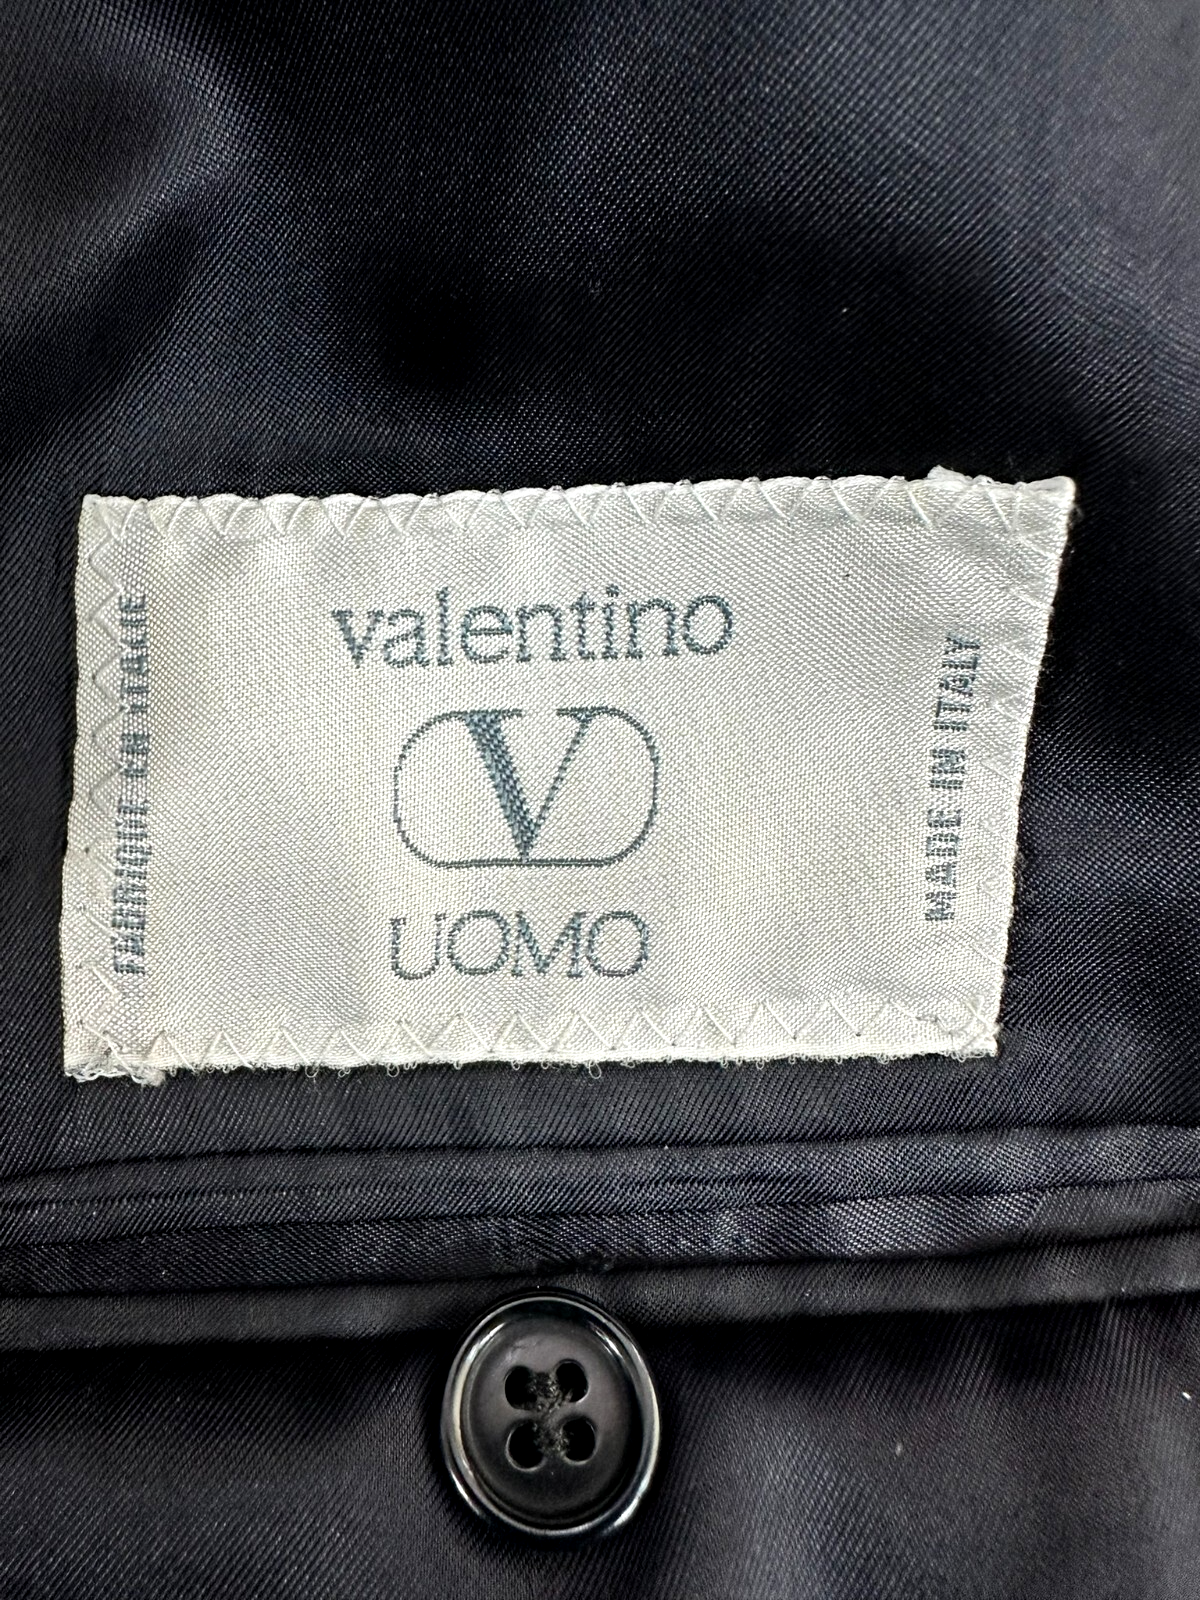 valentino
V
UOMO
FABRIQUE EN ITALIE
MADE IN ITALY